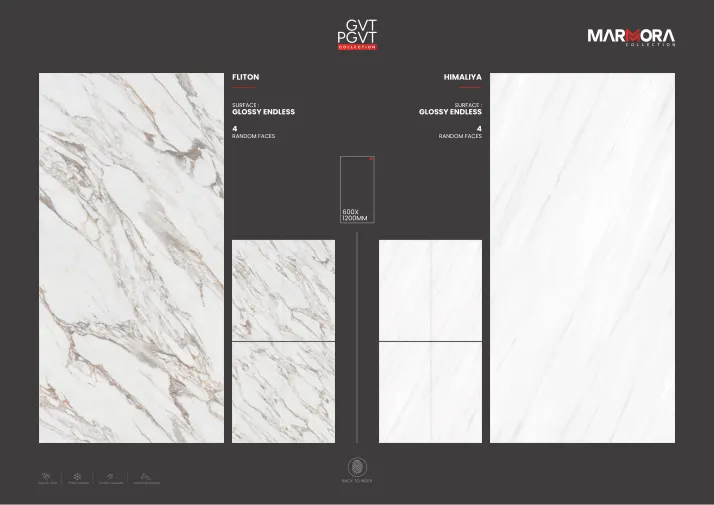 GVT
PGVT
COLLECTION
MARMORA
COLLECTION
FLITON
SURFACE :
GLOSSY ENDLESS
4
RANDOM FACES
HIMALIYA
SURFACE :
GLOSSY ENDLESS
4
RANDOM FACES
600X
1200MM
BACK TO INDEX